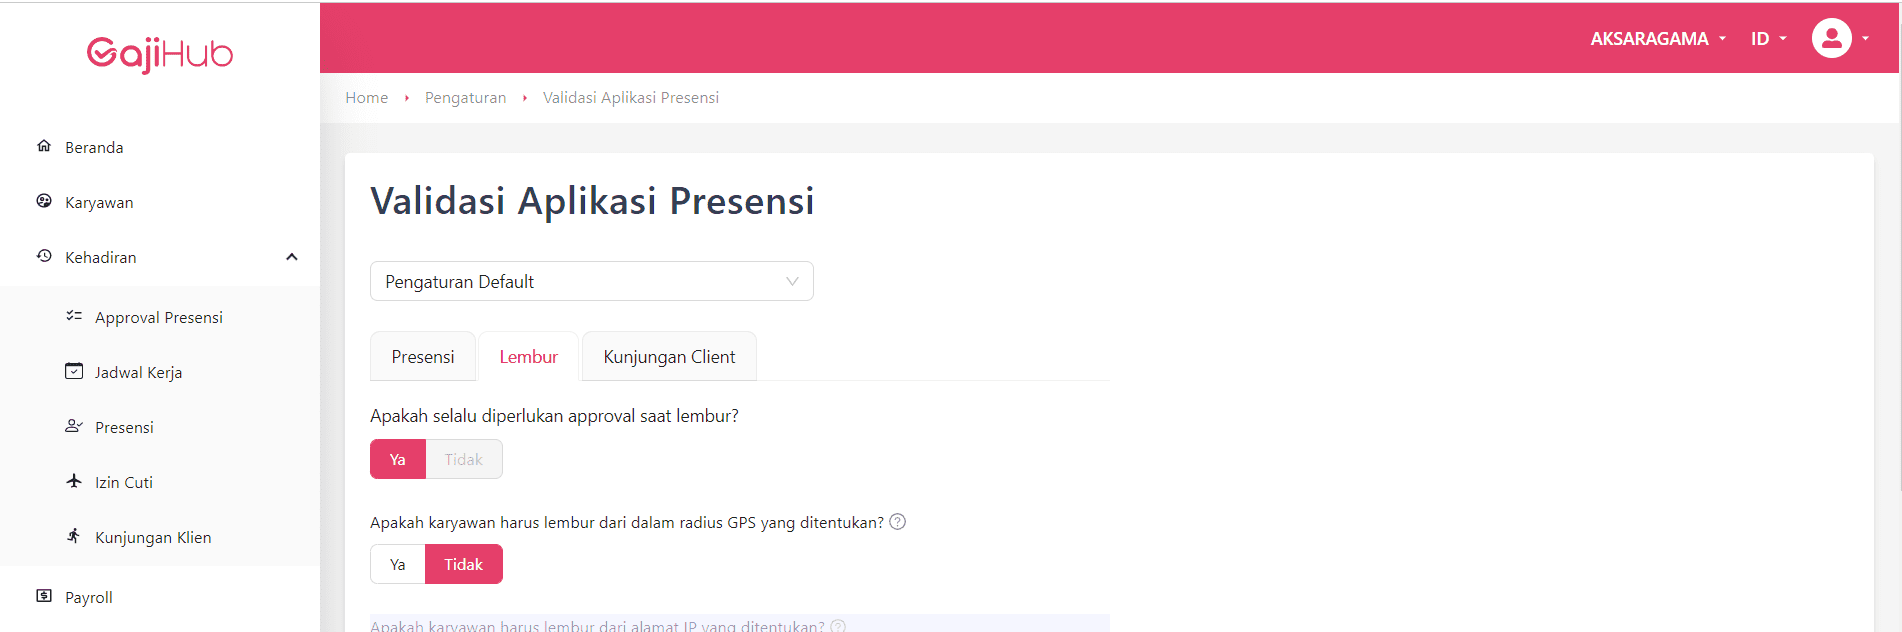 GajiHub
AKSARAGAMA
ID
Home
Pengaturan
Validasi Aplikasi Presensi
Beranda
Karyawan
Kehadiran
Approval Presensi
Jadwal Kerja
Presensi
Izin Cuti
Kunjungan Klien
Payroll
Validasi Aplikasi Presensi
Pengaturan Default
Presensi
Lembur
Kunjungan Client
Apakah selalu diperlukan approval saat lembur?
Ya
Tidak
Apakah karyawan harus lembur dari dalam radius GPS yang ditentukan?
Ya
Tidak
Apakah karyawan harus lembur dari alamat IP yang ditentukan?